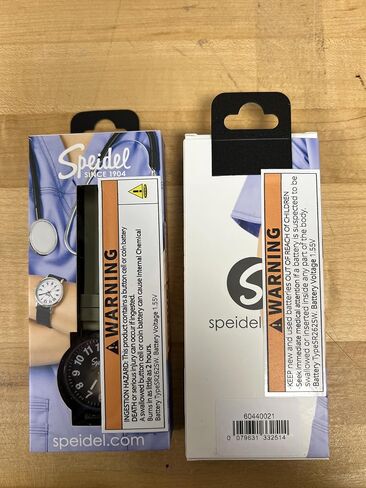 Speidel
SINCE 1904
⚠ WARNING
INGESTION HAZARD: This product contains a button cell or coin battery
DEATH or serious injury can occur if ingested.
A swallowed button cell or coin battery can cause Internal Chemical
Burns in as little as 2 hours.
Battery Type SR2625W, Battery Voltage 1.55V
speidel.com
⚠ WARNING
KEEP new and used batteries OUT OF REACH of CHILDREN
Seek immediate medical attention if a battery is suspected to be
swallowed or inserted inside any part of the body.
Battery TypeSR2625W, Battery Voltage 1.55V
speidel.
60440021
0 079631 332514